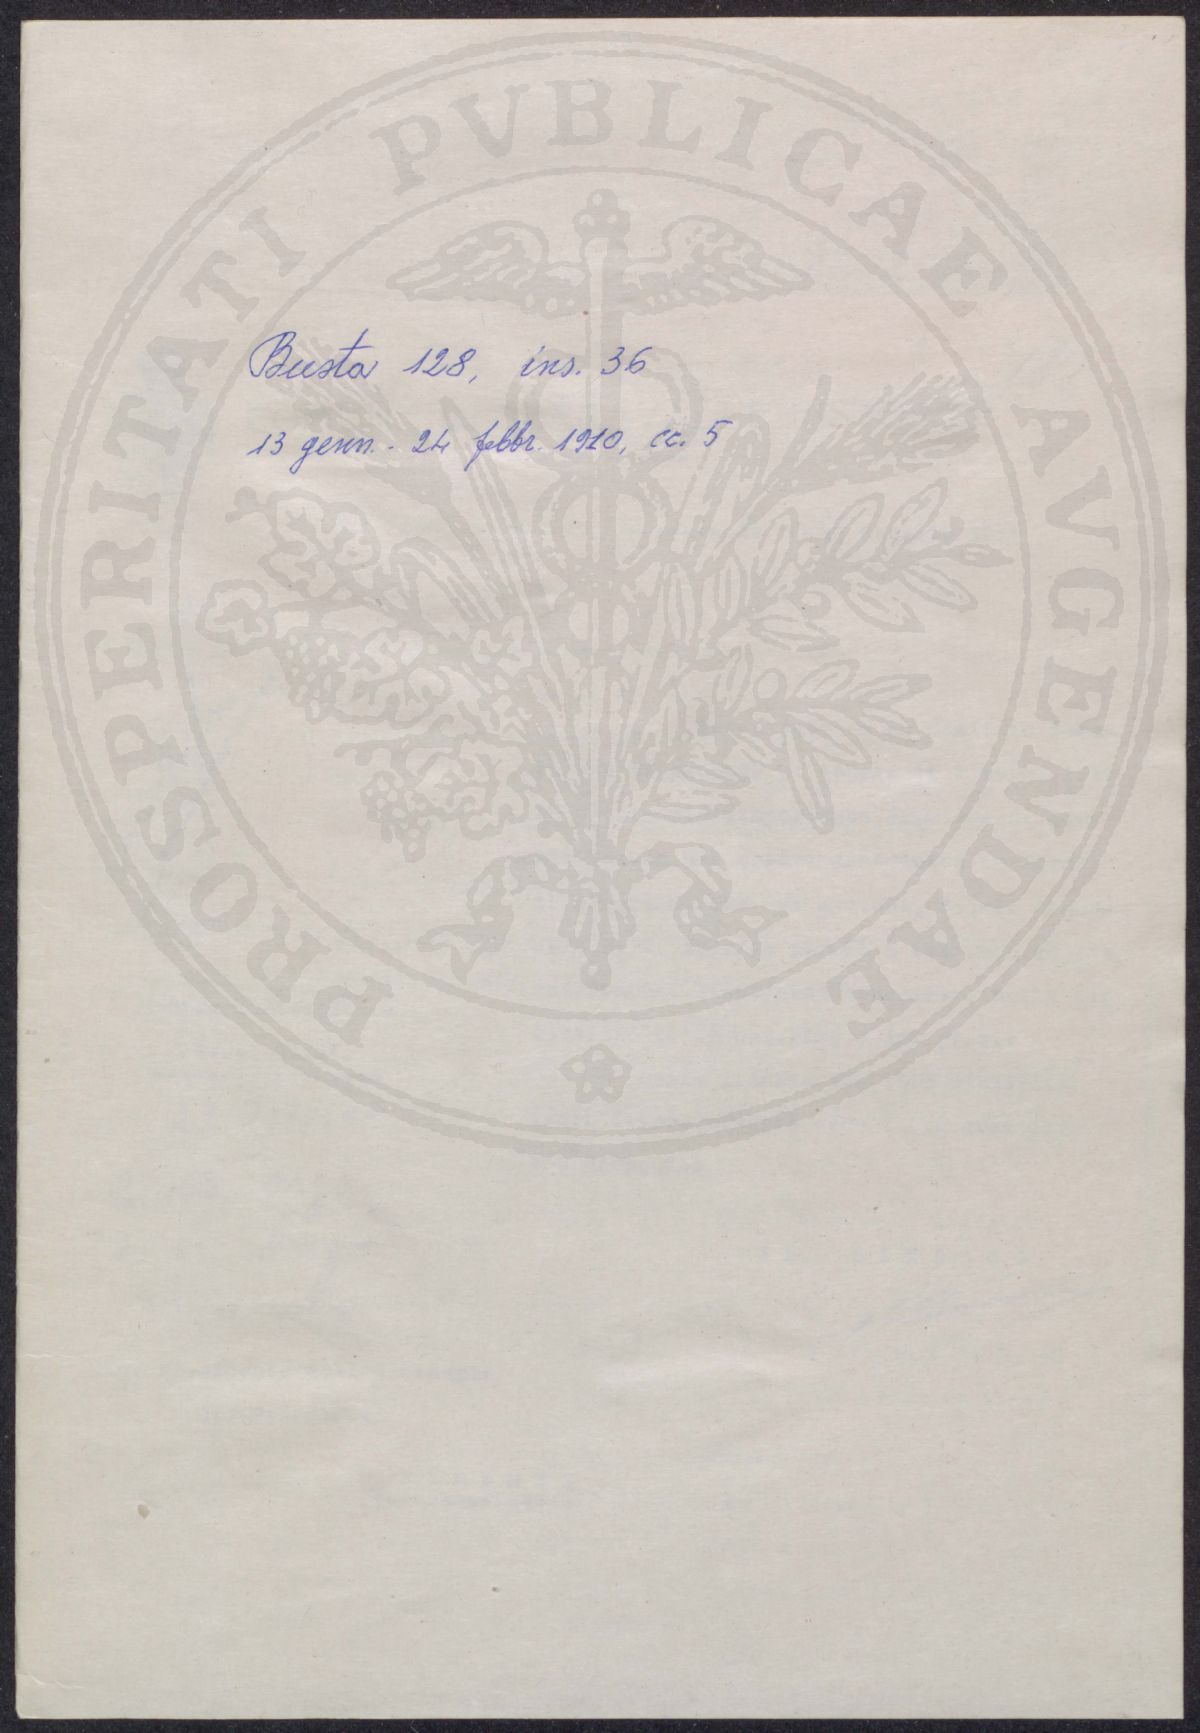 Busta 128, ins. 36
13 genn. - 24 febbr. 1910, cc. 5
PROSPERITATI PVBLICAE AVGENDAE